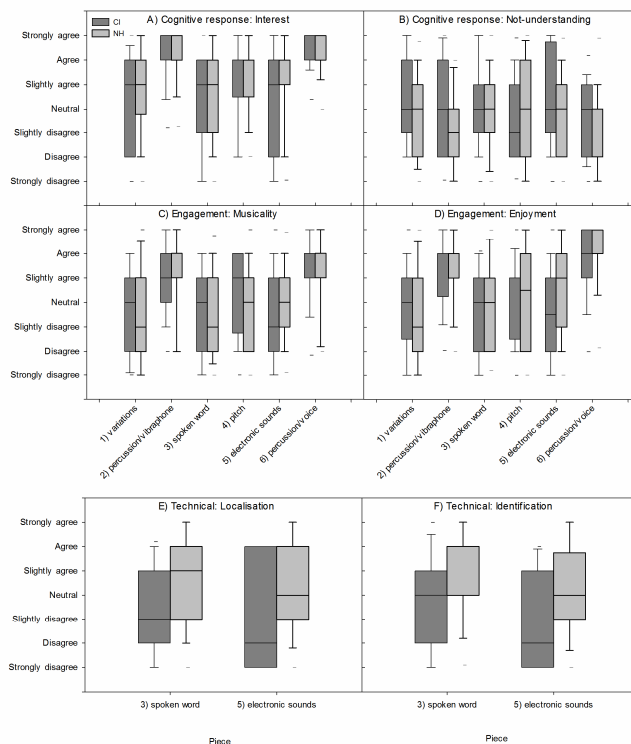 A) Cognitive response: Interest
B) Cognitive response: Not-understanding
CI
NH
Strongly agree
Agree
Slightly agree
Neutral
Slightly disagree
Disagree
Strongly disagree
C) Engagement: Musicality
D) Engagement: Enjoyment
Strongly agree
Agree
Slightly agree
Neutral
Slightly disagree
Disagree
Strongly disagree
1) variations
2) percussion/vibraphone
3) spoken word
4) pitch
5) electronic sounds
6) percussion/voice
1) variations
2) percussion/vibraphone
3) spoken word
4) pitch
5) electronic sounds
6) percussion/voice
E) Technical: Localisation
F) Technical: Identification
Strongly agree
Agree
Slightly agree
Neutral
Slightly disagree
Disagree
Strongly disagree
3) spoken word
5) electronic sounds
3) spoken word
5) electronic sounds
Piece
Piece